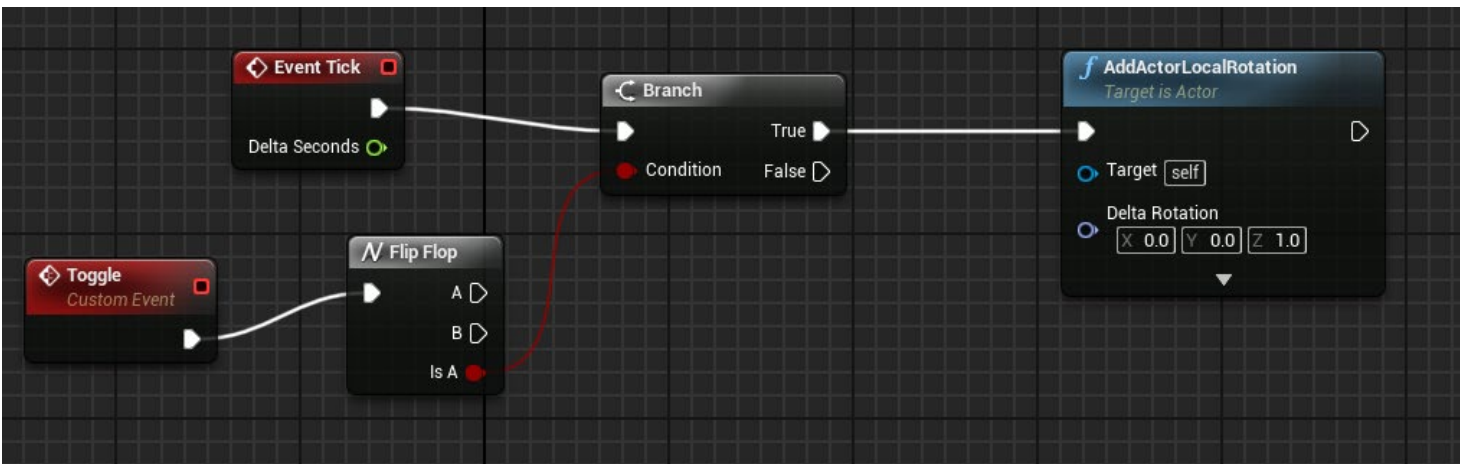 Event Tick
Delta Seconds
Branch
True
Condition
False
AddActorLocalRotation
Target is Actor
Target self
Delta Rotation
X 0.0 Y 0.0 Z 1.0
Toggle
Custom Event
Flip Flop
A
B
Is A